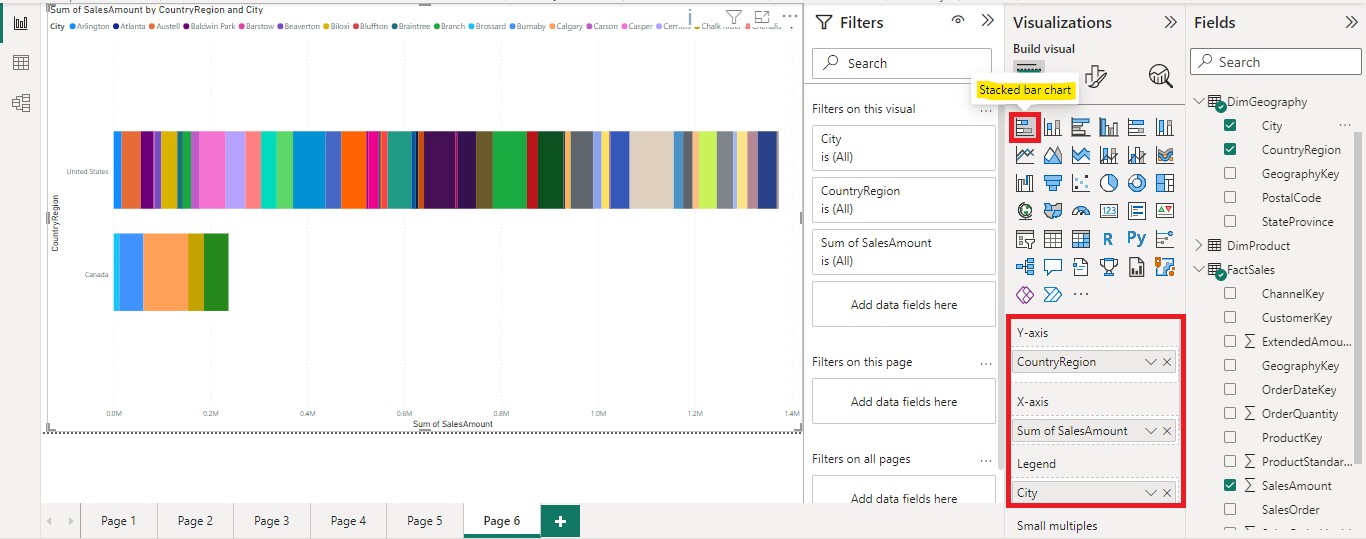 Sum of SalesAmount by CountryRegion and City
City Arlington Atlanta Austell Baldwin Park Barstow Beaverton Biloxi Bluffton Braintree Branch Brossard Burnaby Calgary Carson Casper
CountryRegion
United States
Canada
0.0M 0.2M 0.4M 0.6M 0.8M 1.0M 1.2M 1.4M
Sum of SalesAmount
Page 1 Page 2 Page 3 Page 4 Page 5 Page 6 +
Filters
Search
Filters on this visual
...
City
is (All)
CountryRegion
is (All)
Sum of SalesAmount
is (All)
Add data fields here
Filters on this page
...
Add data fields here
Filters on all pages
...
Add data fields here
Visualizations
Build visual
Stacked bar chart
123
R Py
...
Y-axis
CountryRegion
X-axis
Sum of SalesAmount
Legend
City
Small multiples
Fields
Search
DimGeography
City
...
CountryRegion
GeographyKey
PostalCode
StateProvince
DimProduct
FactSales
ChannelKey
CustomerKey
∑ ExtendedAmou...
GeographyKey
OrderDateKey
∑ OrderQuantity
ProductKey
∑ ProductStandar...
∑ SalesAmount
SalesOrder